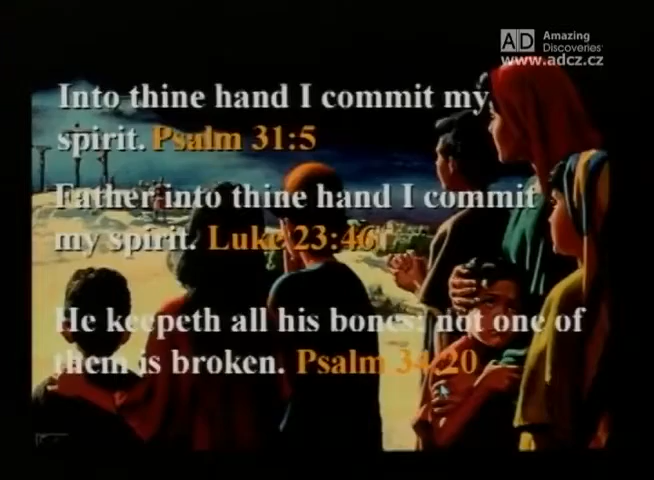 AD Amazing
Discoveries
www.adcz.cz
Into thine hand I commit my
spirit. Psalm 31:5
Father into thine hand I commit
my spirit. Luke 23:46
He keepeth all his bones: not one of
them is broken. Psalm 34:20